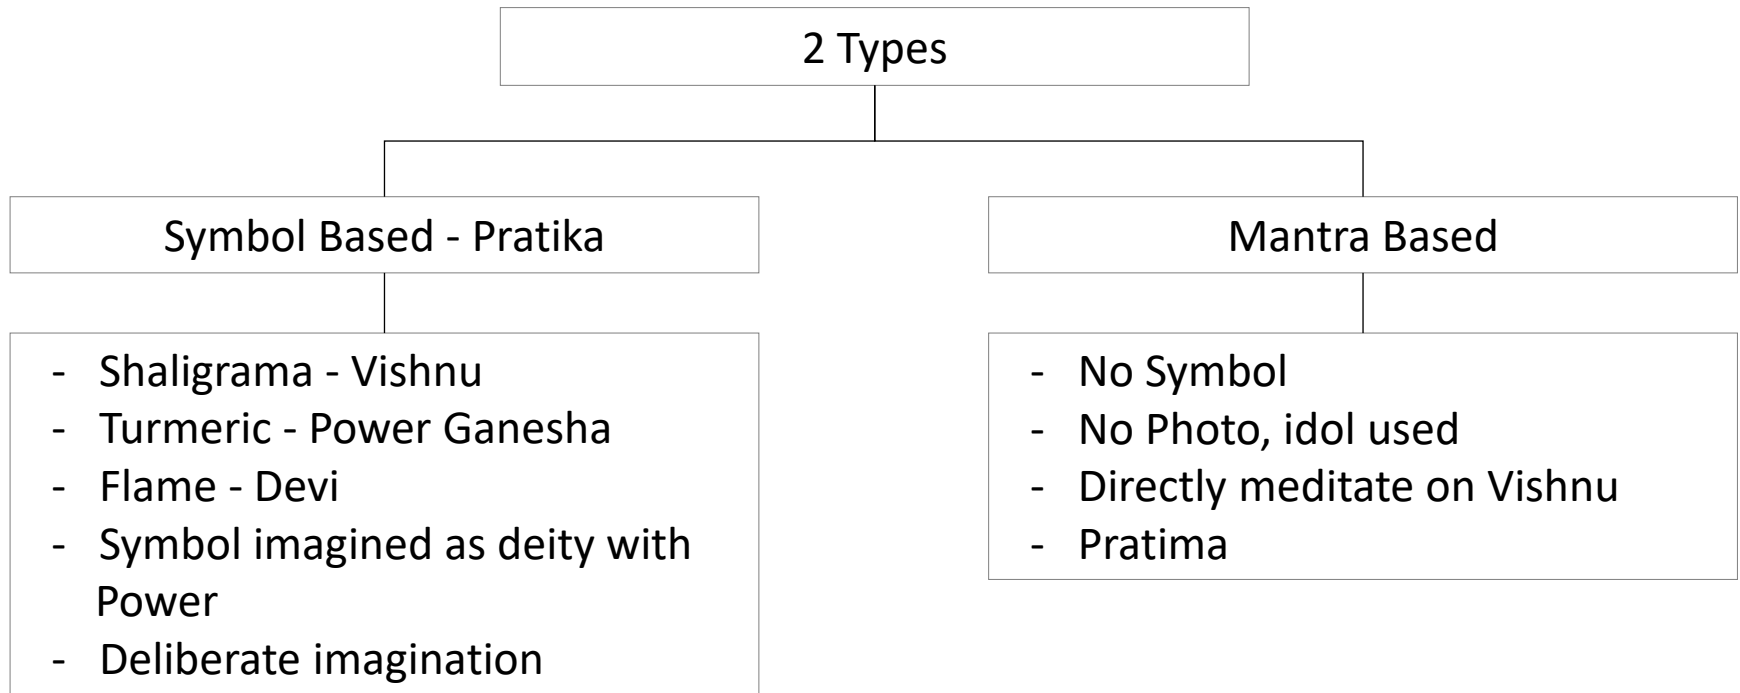 2 Types
Symbol Based - Pratika
Mantra Based
- Shaligrama - Vishnu
- Turmeric - Power Ganesha
- Flame - Devi
- Symbol imagined as deity with
Power
- Deliberate imagination
- No Symbol
- No Photo, idol used
- Directly meditate on Vishnu
- Pratima